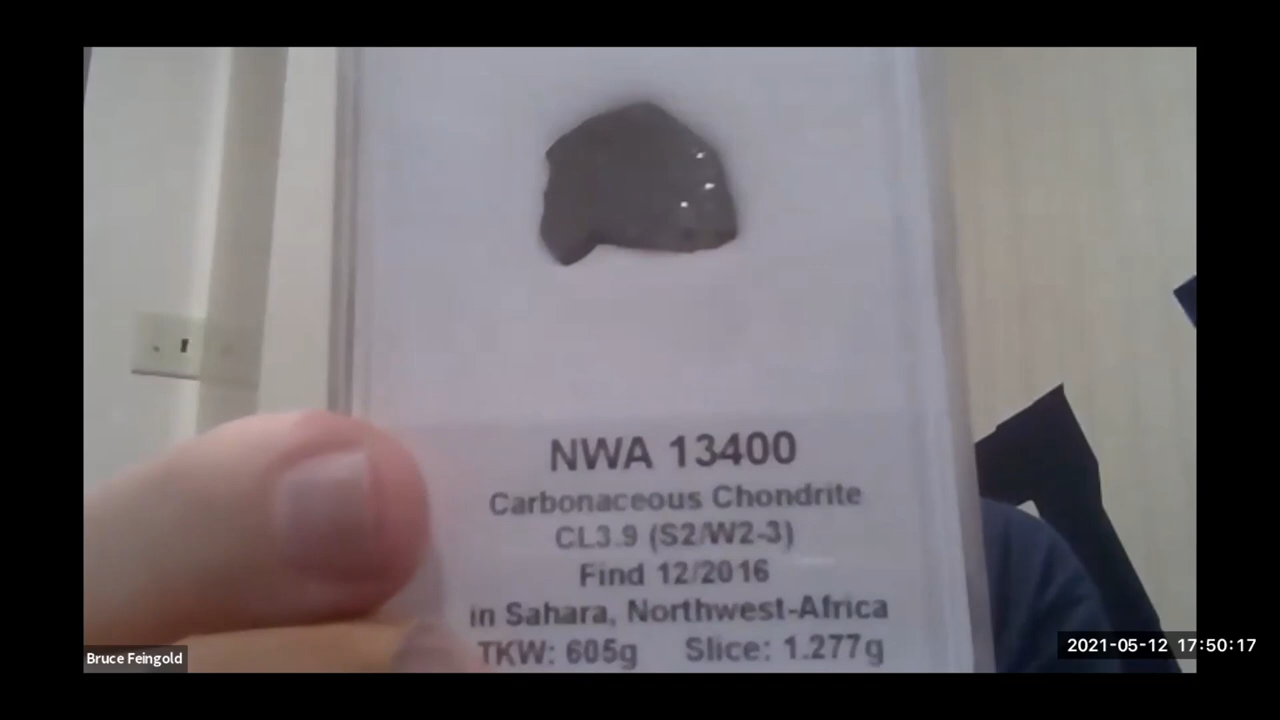 NWA 13400
Carbonaceous Chondrite
CL3.9 (S2/W2-3)
Find 12/2016
in Sahara, Northwest-Africa
TKW: 605g Slice: 1.277g
Bruce Feingold
2021-05-12 17:50:17